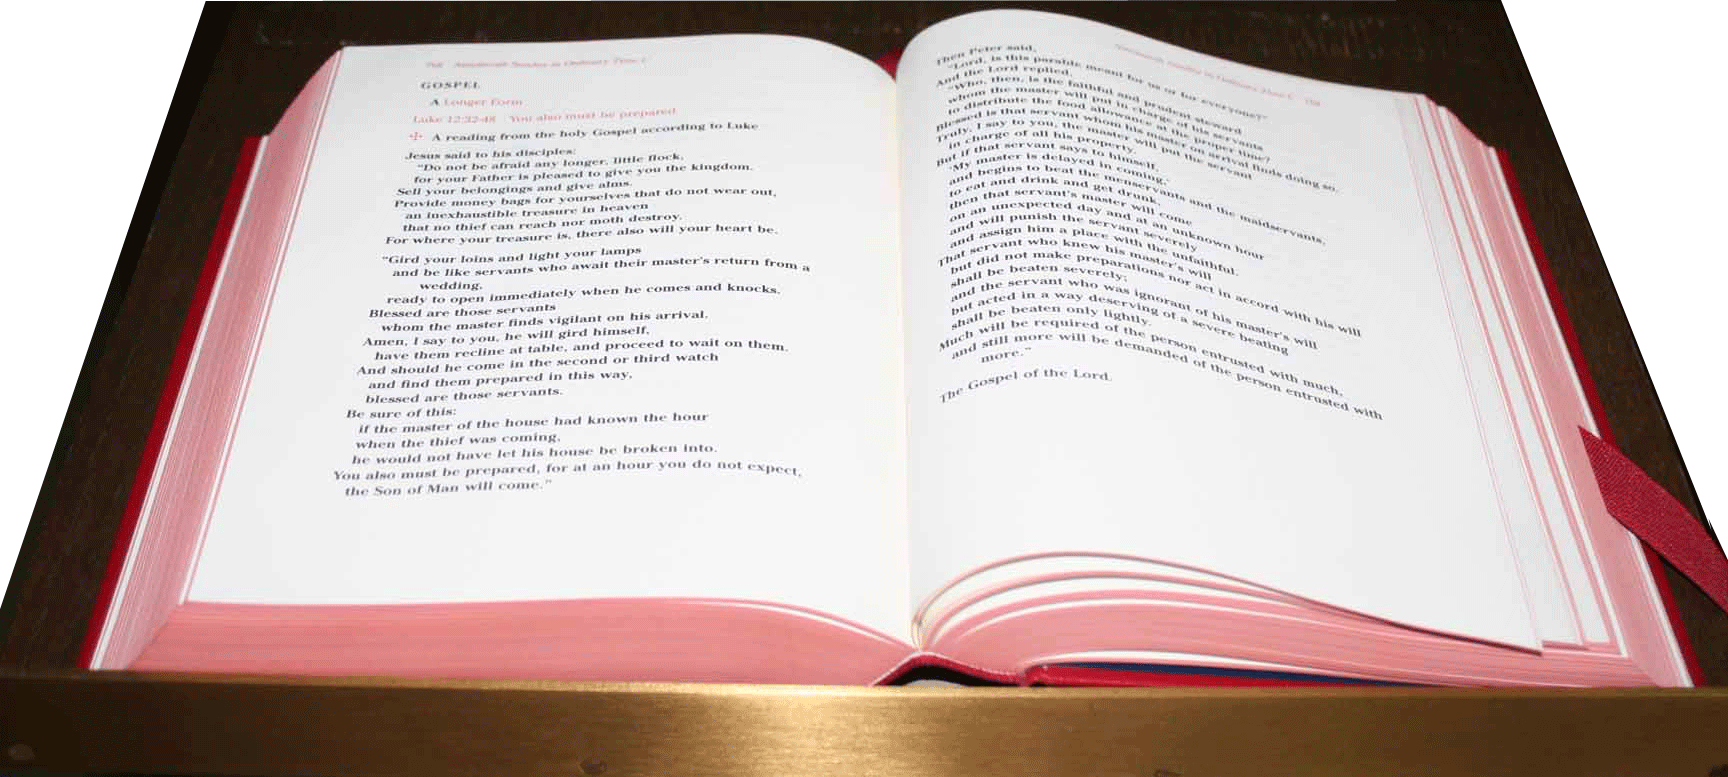 Nineteenth Sunday in Ordinary Time C
GOSPEL
A Longer Form
Luke 12:32-48 You also must be prepared
✠ A reading from the holy Gospel according to Luke
Jesus said to his disciples:
“Do not be afraid any longer, little flock,
for your Father is pleased to give you the kingdom.
Sell your belongings and give alms.
Provide money bags for yourselves that do not wear out,
an inexhaustible treasure in heaven
that no thief can reach nor moth destroy.
For where your treasure is, there also will your heart be.
“Gird your loins and light your lamps
and be like servants who await their master's return from a
wedding,
ready to open immediately when he comes and knocks.
Blessed are those servants
whom the master finds vigilant on his arrival.
Amen, I say to you, he will gird himself,
have them recline at table, and proceed to wait on them.
And should he come in the second or third watch
and find them prepared in this way,
blessed are those servants.
Be sure of this:
if the master of the house had known the hour
when the thief was coming,
he would not have let his house be broken into.
You also must be prepared, for at an hour you do not expect,
the Son of Man will come.”
Nineteenth Sunday in Ordinary Time C
Then Peter said,
“Lord, is this parable meant for us or for everyone?”
And the Lord replied,
“Who, then, is the faithful and prudent steward
whom the master will put in charge of his servants
to distribute the food allowance at the proper time?
Blessed is that servant whom his master on arrival finds doing so.
Truly, I say to you, the master will put the servant
in charge of all his property.
But if that servant says to himself,
‘My master is delayed in coming,’
and begins to beat the menservants and the maidservants,
to eat and drink and get drunk,
then that servant's master will come
on an unexpected day and at an unknown hour
and will punish the servant severely
and assign him a place with the unfaithful.
That servant who knew his master's will
but did not make preparations nor act in accord with his will
shall be beaten severely;
and the servant who was ignorant of his master's will
but acted in a way deserving of a severe beating
shall be beaten only lightly.
Much will be required of the person entrusted with much,
and still more will be demanded of the person entrusted with
more.”
The Gospel of the Lord.